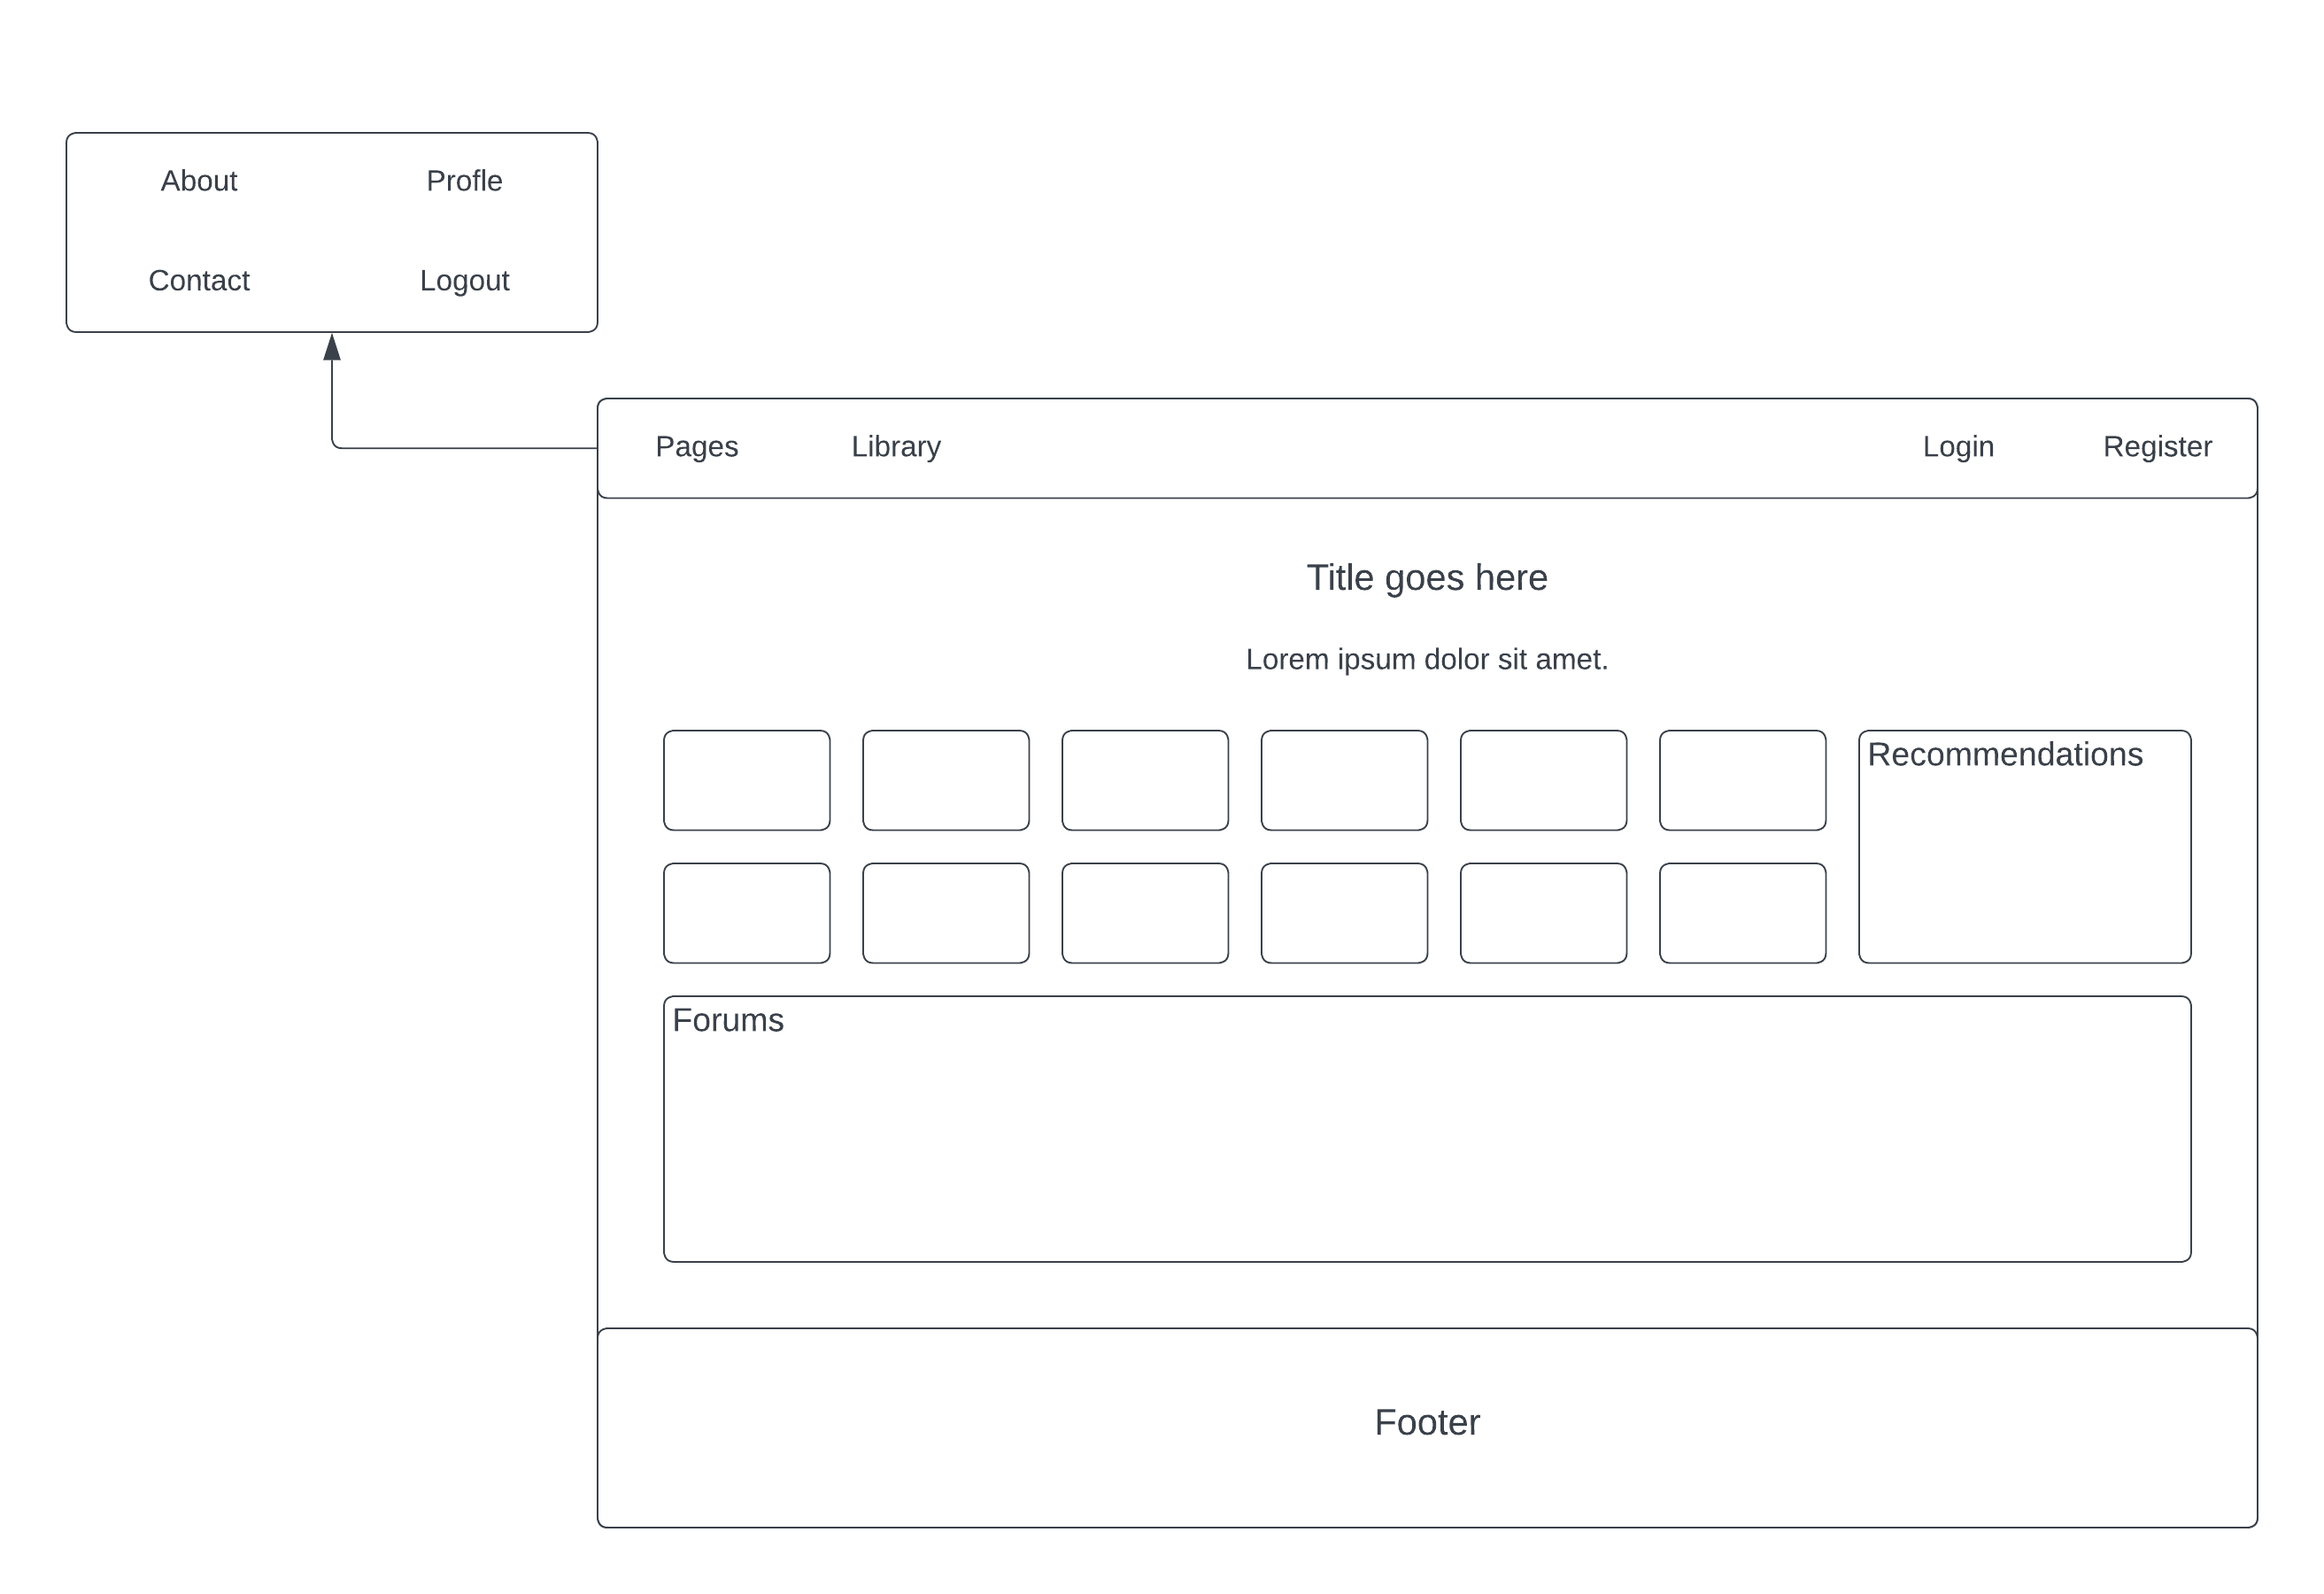 About
Profle
Contact
Logout
Pages
Library
Login
Register
Title goes here
Lorem ipsum dolor sit amet.
Recommendations
Forums
Footer